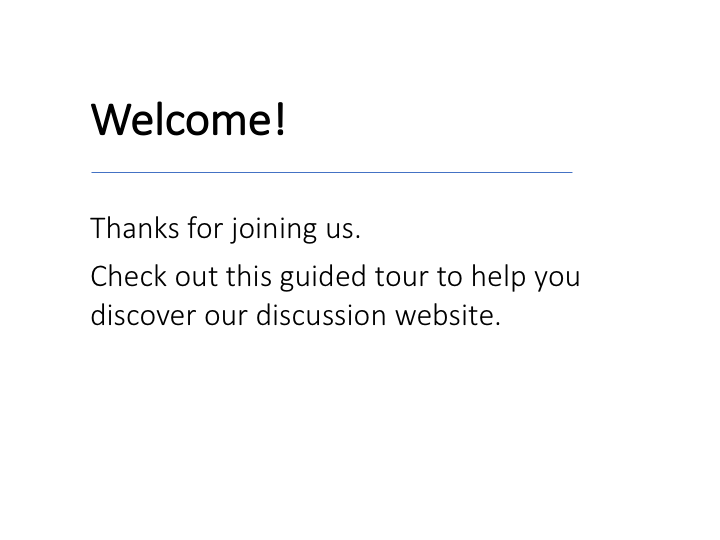 Welcome!
Thanks for joining us.
Check out this guided tour to help you
discover our discussion website.